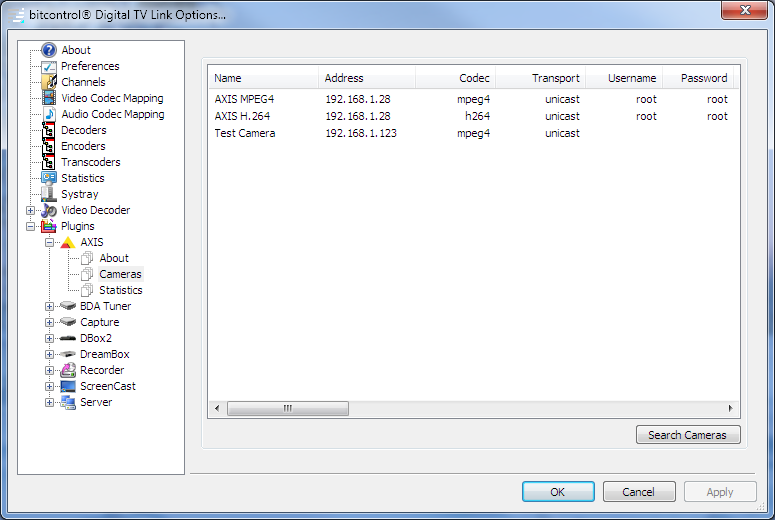 bitcontrol® Digital TV Link Options...
About
Preferences
Channels
Video Codec Mapping
Audio Codec Mapping
Decoders
Encoders
Transcoders
Statistics
Systray
Video Decoder
Plugins
AXIS
About
Cameras
Statistics
BDA Tuner
Capture
DBox2
DreamBox
Recorder
ScreenCast
Server
Name Address Codec Transport Username Password
AXIS MPEG4 192.168.1.28 mpeg4 unicast root root
AXIS H.264 192.168.1.28 h264 unicast root root
Test Camera 192.168.1.123 mpeg4 unicast
Search Cameras
OK Cancel Apply